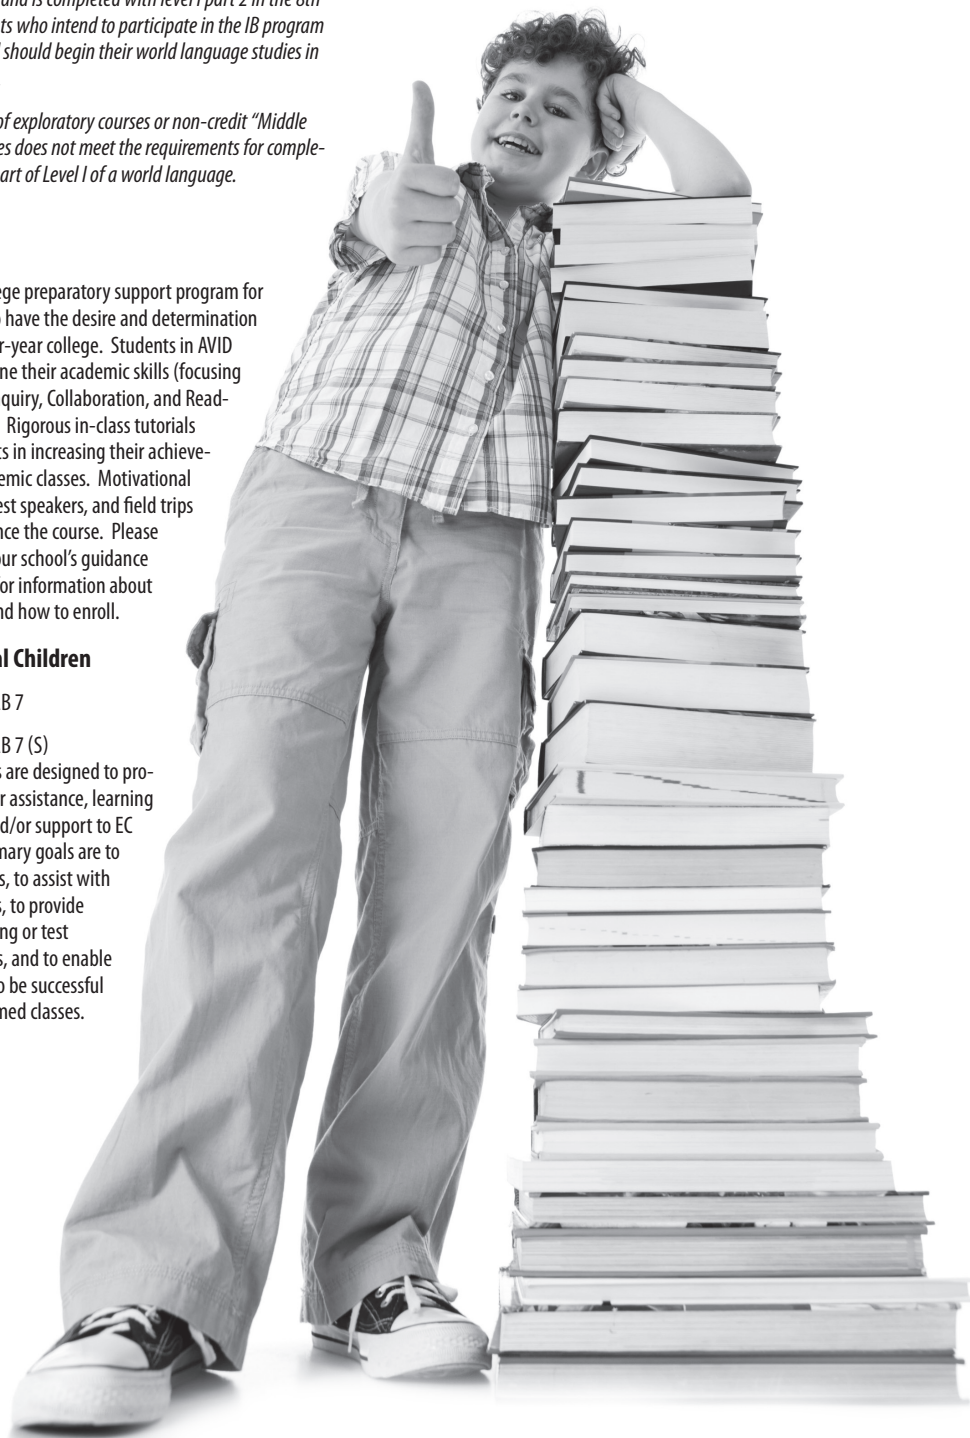 and is completed with level I part 2 in the 8th
ts who intend to participate in the IB program
should begin their world language studies in
of exploratory courses or non-credit “Middle
es does not meet the requirements for comple-
art of Level I of a world language.
ege preparatory support program for
have the desire and determination
r-year college. Students in AVID
ne their academic skills (focusing
quiry, Collaboration, and Read-
Rigorous in-class tutorials
ts in increasing their achieve-
emic classes. Motivational
est speakers, and field trips
nce the course. Please
our school’s guidance
for information about
nd how to enroll.
al Children
B 7
B 7 (S)
s are designed to pro-
r assistance, learning
d/or support to EC
mary goals are to
s, to assist with
s, to provide
ng or test
s, and to enable
o be successful
med classes.